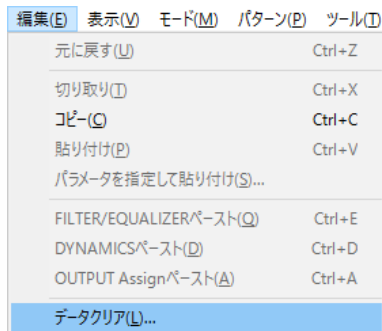 編集(E) 表示(V) モード(M) パターン(P) ツール(T)
元に戻す(U) Ctrl+Z
切り取り(T) Ctrl+X
コピー(C) Ctrl+C
貼り付け(P) Ctrl+V
パラメータを指定して貼り付け(S)...
FILTER/EQUALIZERペースト(Q) Ctrl+E
DYNAMICSペースト(D) Ctrl+D
OUTPUT Assignペースト(A) Ctrl+A
データクリア(L)...